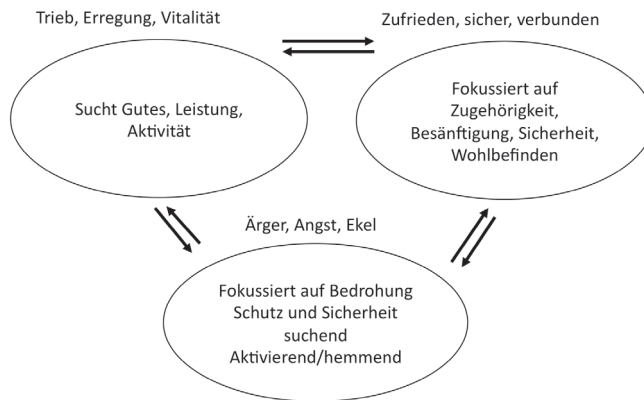 Trieb, Erregung, Vitalität
Zufrieden, sicher, verbunden
Sucht Gutes, Leistung,
Aktivität
Fokussiert auf
Zugehörigkeit,
Besänftigung, Sicherheit,
Wohlbefinden
Ärger, Angst, Ekel
Fokussiert auf Bedrohung
Schutz und Sicherheit
suchend
Aktivierend/hemmend